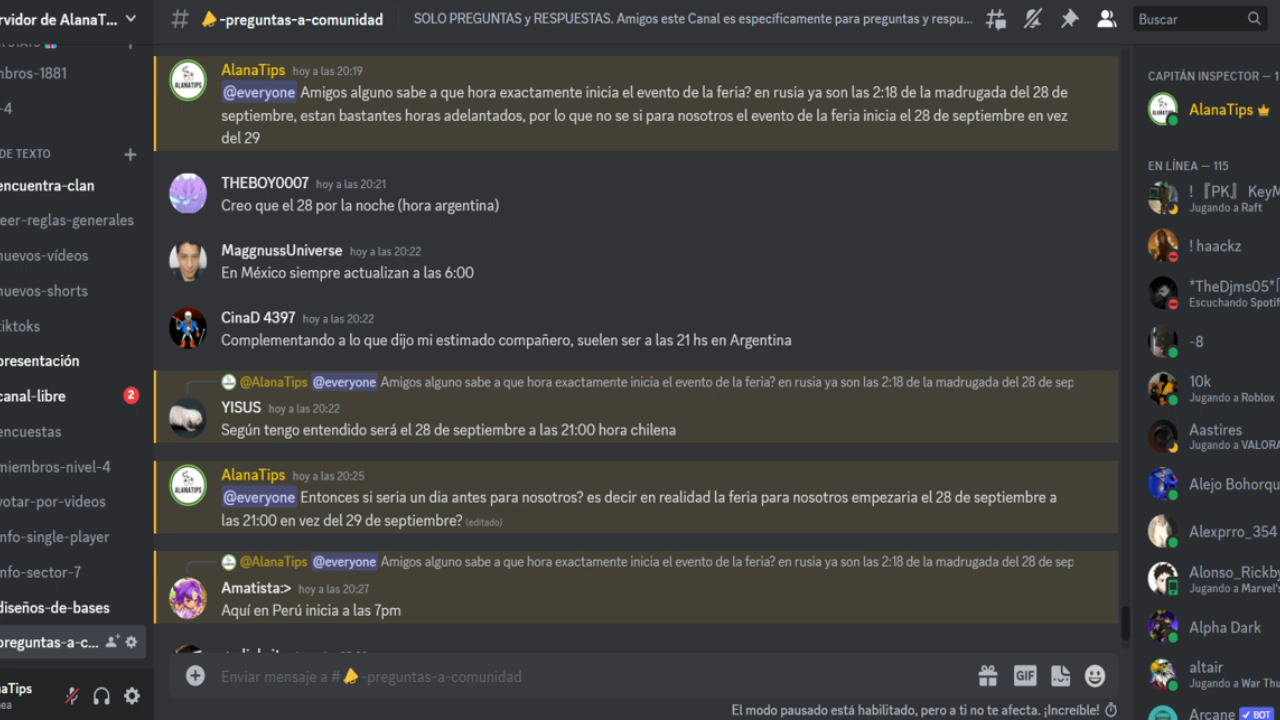 rvidor de AlanaT...
-preguntas-a-comunidad
SOLO PREGUNTAS y RESPUESTAS. Amigos este Canal es especificamente para preguntas y respu...
Buscar
mbros-1881
-4
DE TEXTO
encuentra-clan
leer-reglas-generales
nuevos-vídeos
nuevos-shorts
tiktoks
presentación
canal-libre
2
encuestas
miembros-nivel-4
votar-por-videos
info-single-player
info-sector-7
diseños-de-bases
preguntas-a-c...
aTips
nea
AlanaTips hoy a las 20:19
@everyone Amigos alguno sabe a que hora exactamente inicia el evento de la feria? en rusia ya son las 2:18 de la madrugada del 28 de
septiembre, estan bastantes horas adelantados, por lo que no se si para nosotros el evento de la feria inicia el 28 de septiembre en vez
del 29
THEBOY0007 hoy a las 20:21
Creo que el 28 por la noche (hora argentina)
MaggnussUniverse hoy a las 20:22
En México siempre actualizan a las 6:00
CinaD 4397 hoy a las 20:22
Complementando a lo que dijo mi estimado compañero, suelen ser a las 21 hs en Argentina
@AlanaTips @everyone Amigos alguno sabe a que hora exactamente inicia el evento de la feria? en rusia ya son las 2:18 de la madrugada del 28 de sep
YISUS hoy a las 20:22
Según tengo entendido será el 28 de septiembre a las 21:00 hora chilena
AlanaTips hoy a las 20:25
@everyone Entonces si seria un dia antes para nosotros? es decir en realidad la feria para nosotros empezaria el 28 de septiembre a
las 21:00 en vez del 29 de septiembre? (editado)
@AlanaTips @everyone Amigos alguno sabe a que hora exactamente inicia el evento de la feria? en rusia ya son las 2:18 de la madrugada del 28 de sep
Amatista:> hoy a las 20:27
Aquí en Perú inicia a las 7pm
Enviar mensaje a # -preguntas-a-comunidad
GIF
El modo pausado está habilitado, pero a ti no te afecta. ¡Increíble!
CAPITÁN INSPECTOR — 1
AlanaTips
EN LÍNEA — 115
! 『PK』 KeyM
Jugando a Raft
! haackz
*TheDjms05*
Escuchando Spotif
-8
10k
Jugando a Roblox
Aastires
Jugando a VALORA
Alejo Bohorqu
Alexprro_354
Alonso_Rickby
Jugando a Marvel's
Alpha Dark
altair
Jugando a War Thu
Arcane ✓ BOT